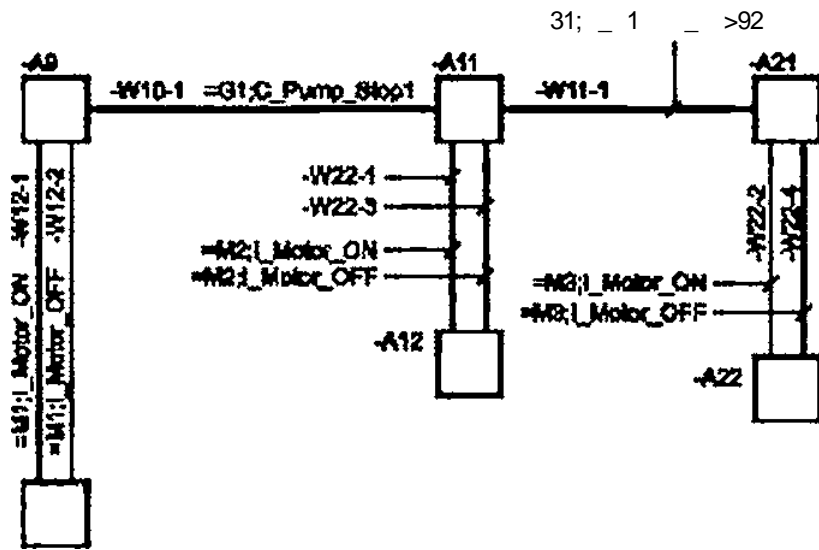 31; _ 1 _ >92
-A9
-A11
-A21
-W10-1 =G1;C_Pump_Stop1
-W11-1
-W12-1
-W12-2
-W22-1
-W22-3
-W22-2
-W22-4
=M2;I_Motor_ON
=M2;I_Motor_OFF
=M3;I_Motor_ON
=M3;I_Motor_OFF
-A12
-A22
=M1;I_Motor_ON
=M1;I_Motor_OFF